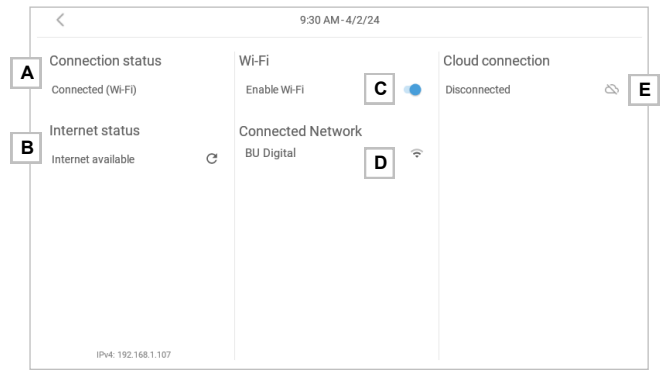 9:30 AM-4/2/24
A
Connection status
Connected (Wi-Fi)
B
Internet status
Internet available
IPv4: 192.168.1.107
Wi-Fi
Enable Wi-Fi
C
Connected Network
BU Digital
D
Cloud connection
Disconnected
E